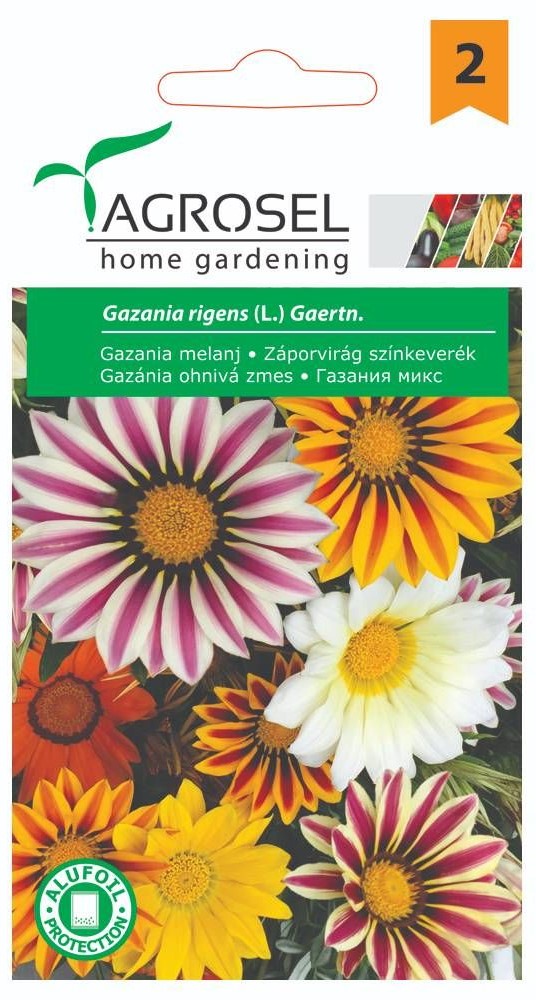 2
AGROSEL
home gardening
Gazania rigens (L.) Gaertn.
Gazania melanj • Záporvirág színkeverék
Gazánia ohnivá zmes • Газания микс
ALUFOIL
• PROTECTION •